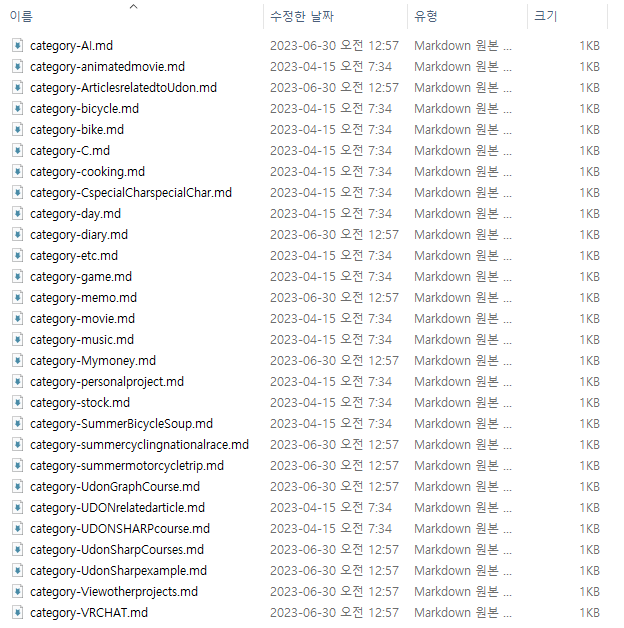 이름 수정한 날짜 유형 크기
category-AI.md 2023-06-30 오전 12:57 Markdown 원본 ... 1KB
category-animatedmovie.md 2023-04-15 오전 7:34 Markdown 원본 ... 1KB
category-ArticlesrelatedtoUdon.md 2023-06-30 오전 12:57 Markdown 원본 ... 1KB
category-bicycle.md 2023-04-15 오전 7:34 Markdown 원본 ... 1KB
category-bike.md 2023-04-15 오전 7:34 Markdown 원본 ... 1KB
category-C.md 2023-04-15 오전 7:34 Markdown 원본 ... 1KB
category-cooking.md 2023-04-15 오전 7:34 Markdown 원본 ... 1KB
category-CspecialCharspecialChar.md 2023-04-15 오전 7:34 Markdown 원본 ... 1KB
category-day.md 2023-04-15 오전 7:34 Markdown 원본 ... 1KB
category-diary.md 2023-06-30 오전 12:57 Markdown 원본 ... 1KB
category-etc.md 2023-04-15 오전 7:34 Markdown 원본 ... 1KB
category-game.md 2023-04-15 오전 7:34 Markdown 원본 ... 1KB
category-memo.md 2023-06-30 오전 12:57 Markdown 원본 ... 1KB
category-movie.md 2023-04-15 오전 7:34 Markdown 원본 ... 1KB
category-music.md 2023-04-15 오전 7:34 Markdown 원본 ... 1KB
category-Mymoney.md 2023-06-30 오전 12:57 Markdown 원본 ... 1KB
category-personalproject.md 2023-04-15 오전 7:34 Markdown 원본 ... 1KB
category-stock.md 2023-04-15 오전 7:34 Markdown 원본 ... 1KB
category-SummerBicycleSoup.md 2023-04-15 오전 7:34 Markdown 원본 ... 1KB
category-summercyclingnationalrace.md 2023-06-30 오전 12:57 Markdown 원본 ... 1KB
category-summermotorcycletrip.md 2023-06-30 오전 12:57 Markdown 원본 ... 1KB
category-UdonGraphCourse.md 2023-06-30 오전 12:57 Markdown 원본 ... 1KB
category-UDONrelatedarticle.md 2023-04-15 오전 7:34 Markdown 원본 ... 1KB
category-UDONSHARPcourse.md 2023-04-15 오전 7:34 Markdown 원본 ... 1KB
category-UdonSharpCourses.md 2023-06-30 오전 12:57 Markdown 원본 ... 1KB
category-UdonSharpexample.md 2023-06-30 오전 12:57 Markdown 원본 ... 1KB
category-Viewotherprojects.md 2023-06-30 오전 12:57 Markdown 원본 ... 1KB
category-VRCHAT.md 2023-06-30 오전 12:57 Markdown 원본 ... 1KB